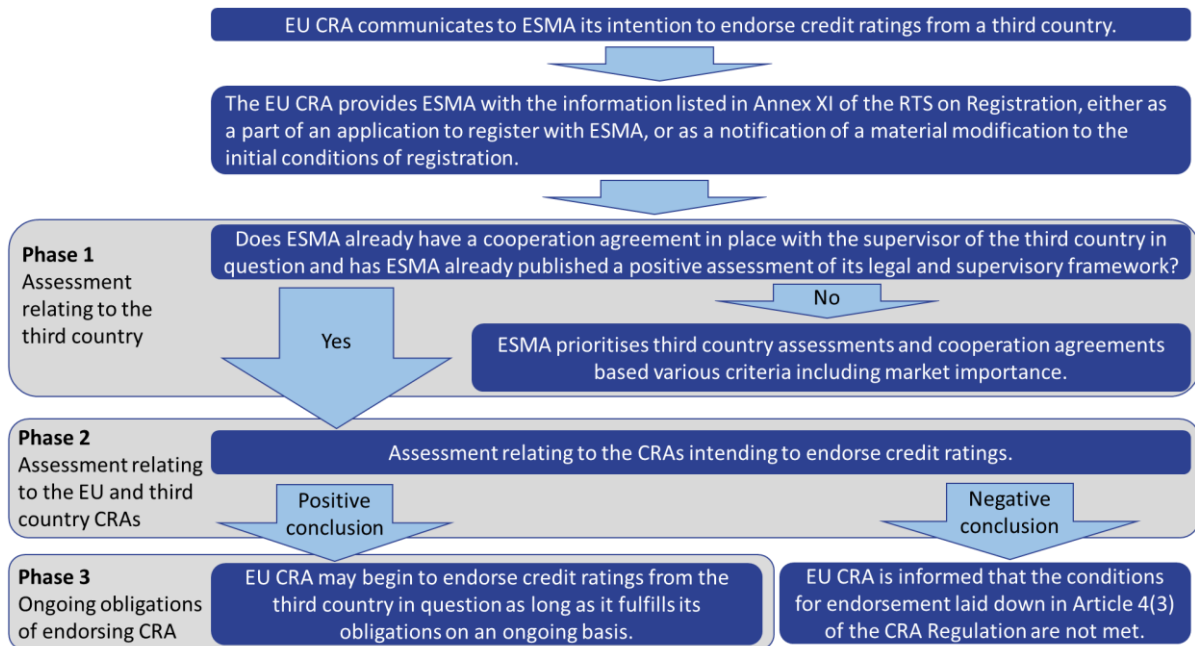 EU CRA communicates to ESMA its intention to endorse credit ratings from a third country.
The EU CRA provides ESMA with the information listed in Annex XI of the RTS on Registration, either as
a part of an application to register with ESMA, or as a notification of a material modification to the
initial conditions of registration.
Phase 1
Assessment
relating to the
third country
Does ESMA already have a cooperation agreement in place with the supervisor of the third country in
question and has ESMA already published a positive assessment of its legal and supervisory framework?
No
Yes
ESMA prioritises third country assessments and cooperation agreements
based various criteria including market importance.
Phase 2
Assessment relating
to the EU and third
country CRAs
Assessment relating to the CRAs intending to endorse credit ratings.
Positive
conclusion
Negative
conclusion
Phase 3
Ongoing obligations
of endorsing CRA
EU CRA may begin to endorse credit ratings from the
third country in question as long as it fulfills its
obligations on an ongoing basis.
EU CRA is informed that the conditions
for endorsement laid down in Article 4(3)
of the CRA Regulation are not met.